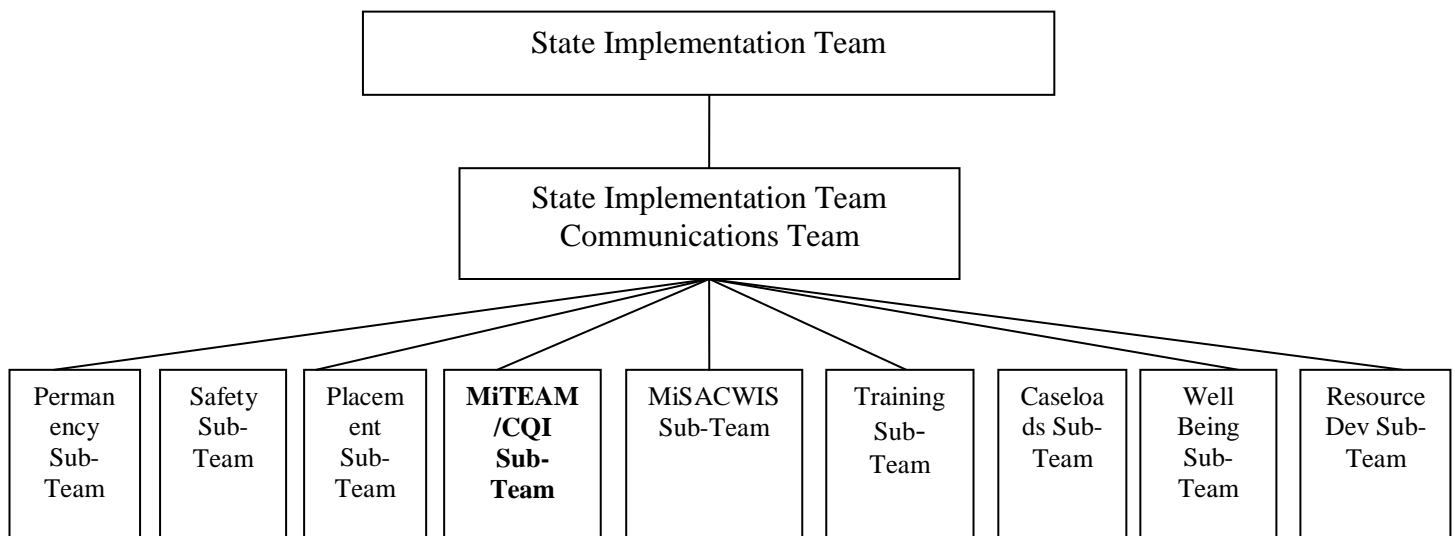 State Implementation Team
State Implementation Team
Communications Team
Perman
ency
Sub-
Team
Safety
Sub-
Team
Placem
ent
Sub-
Team
MiTEAM
/CQI
Sub-
Team
MiSACWIS
Sub-Team
Training
Sub-
Team
Caseloa
ds Sub-
Team
Well
Being
Sub-
Team
Resource
Dev Sub-
Team